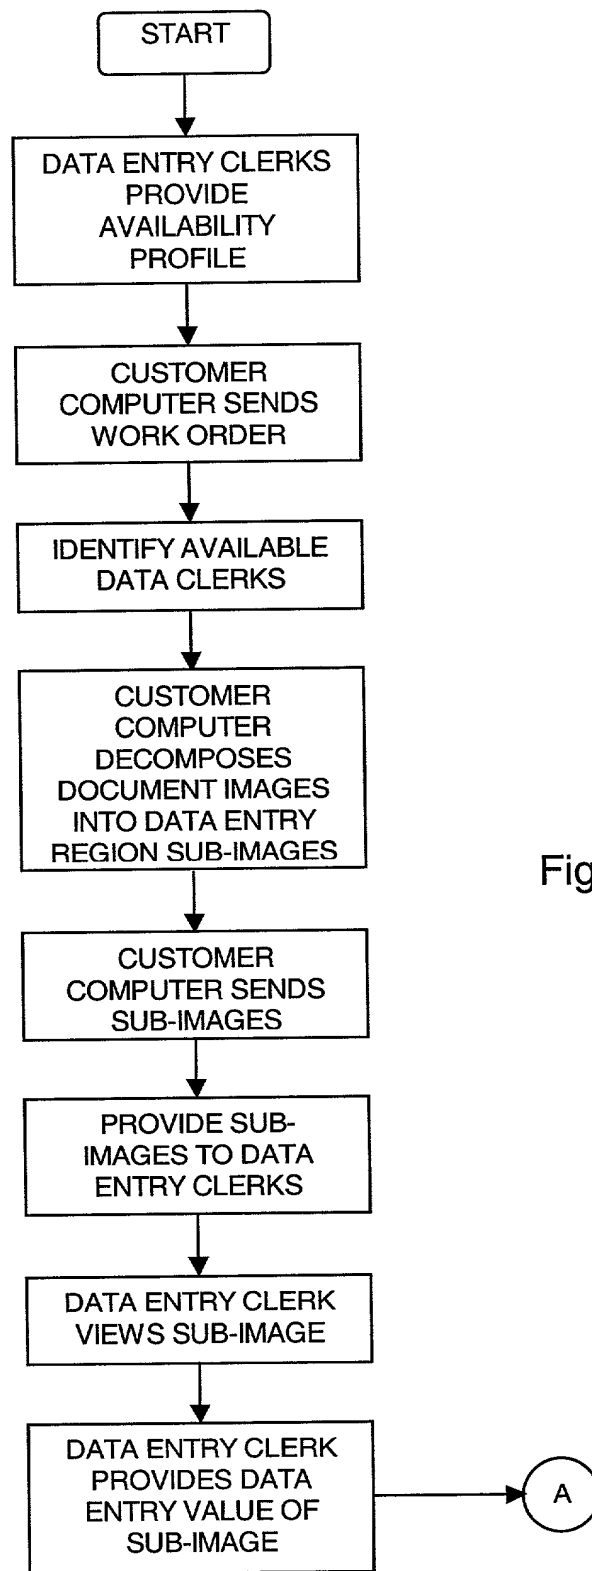 START
DATA ENTRY CLERKS
PROVIDE
AVAILABILITY
PROFILE
CUSTOMER
COMPUTER SENDS
WORK ORDER
IDENTIFY AVAILABLE
DATA CLERKS
CUSTOMER
COMPUTER
DECOMPOSES
DOCUMENT IMAGES
INTO DATA ENTRY
REGION SUB-IMAGES
Fig
CUSTOMER
COMPUTER SENDS
SUB-IMAGES
PROVIDE SUB-
IMAGES TO DATA
ENTRY CLERKS
DATA ENTRY CLERK
VIEWS SUB-IMAGE
DATA ENTRY CLERK
PROVIDES DATA
ENTRY VALUE OF
SUB-IMAGE
A